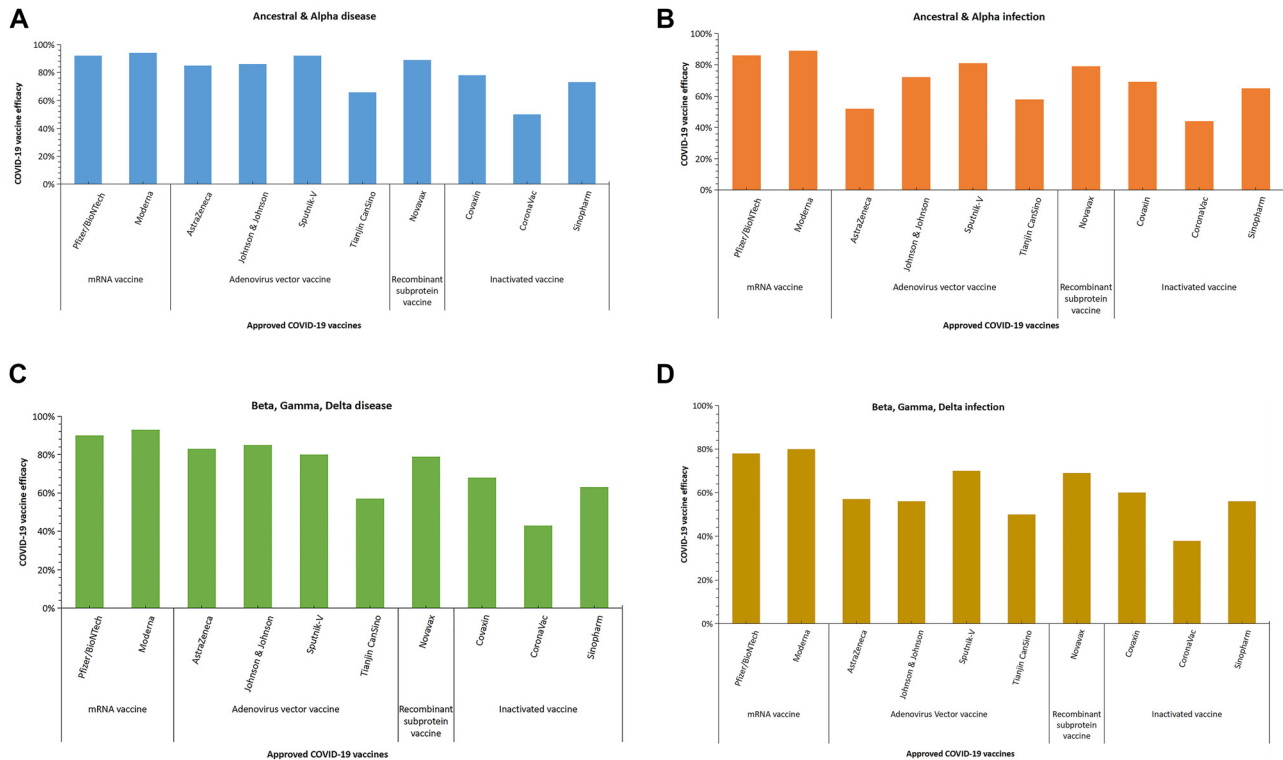 A
Ancestral & Alpha disease
COVID-19 vaccine efficacy
100%
80%
60%
40%
20%
0%
Pfizer/BioNTech
Moderna
AstraZeneca
Johnson & Johnson
Sputnik-V
Tianjin CanSino
Novavax
Covaxin
CoronaVac
Sinopharm
mRNA vaccine
Adenovirus vector vaccine
Recombinant
subprotein
vaccine
Inactivated vaccine
Approved COVID-19 vaccines
B
Ancestral & Alpha infection
COVID-19 vaccine efficacy
100%
80%
60%
40%
20%
0%
Pfizer/BioNTech
Moderna
AstraZeneca
Johnson & Johnson
Sputnik-V
Tianjin CanSino
Novavax
Covaxin
CoronaVac
Sinopharm
mRNA vaccine
Adenovirus vector vaccine
Recombinant
subprotein
vaccine
Inactivated vaccine
Approved COVID-19 vaccines
C
Beta, Gamma, Delta disease
COVID-19 vaccine efficacy
100%
80%
60%
40%
20%
0%
Pfizer/BioNTech
Moderna
AstraZeneca
Johnson & Johnson
Sputnik-V
Tianjin CanSino
Novavax
Covaxin
CoronaVac
Sinopharm
mRNA vaccine
Adenovirus vector vaccine
Recombinant
subprotein
vaccine
Inactivated vaccine
Approved COVID-19 vaccines
D
Beta, Gamma, Delta infection
COVID-19 vaccine efficacy
100%
80%
60%
40%
20%
0%
Pfizer/BioNTech
Moderna
AstraZeneca
Johnson & Johnson
Sputnik-V
Tianjin CanSino
Novavax
Covaxin
CoronaVac
Sinopharm
mRNA vaccine
Adenovirus Vector vaccine
Recombinant
subprotein
vaccine
Inactivated vaccine
Approved COVID-19 vaccines